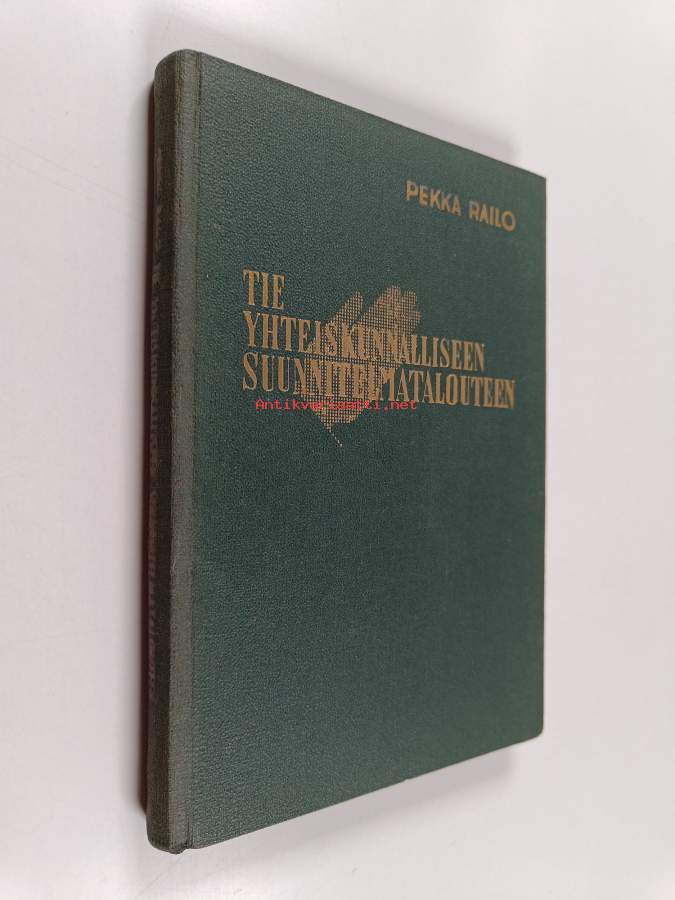 PEKKA RAILO
TIE
YHTEISKUNNALLISEEN
SUUNNITELMATALOUTEEN
Antikvariaatti.net